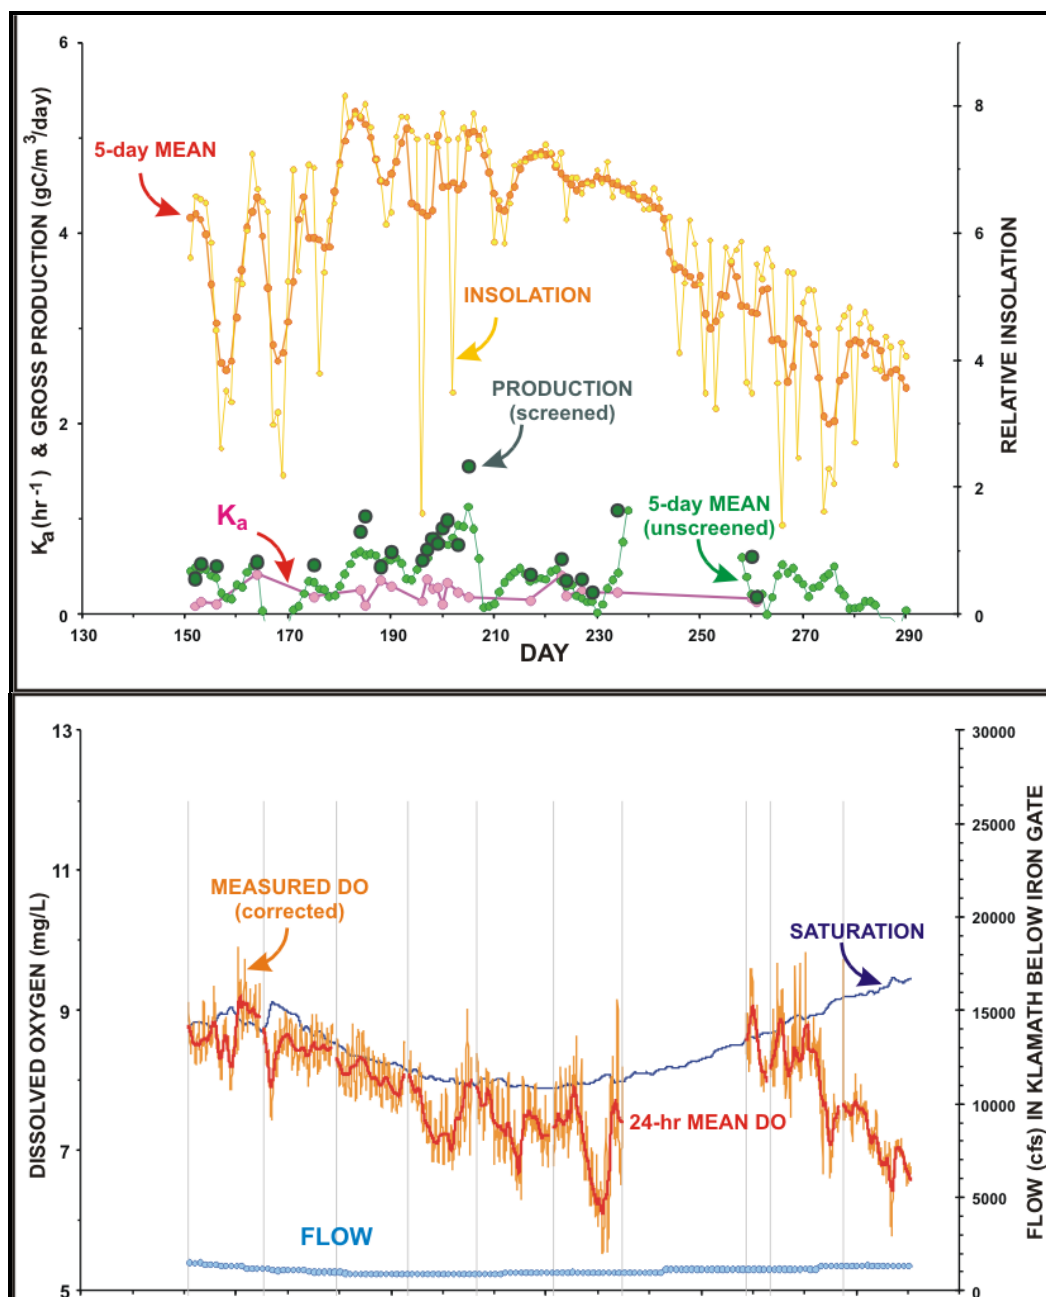 6
4
2
0
K_a (hr^-1) & GROSS PRODUCTION (gC/m^3/day)
5-day MEAN
INSOLATION
PRODUCTION
(screened)
K_a
5-day MEAN
(unscreened)
8
6
4
2
0
RELATIVE INSOLATION
130
150
170
190
210
230
250
270
290
DAY
13
11
9
7
5
DISSOLVED OXYGEN (mg/L)
MEASURED DO
(corrected)
SATURATION
24-hr MEAN DO
FLOW
30000
25000
20000
15000
10000
5000
0
FLOW (cfs) IN KLAMATH BELOW IRON GATE